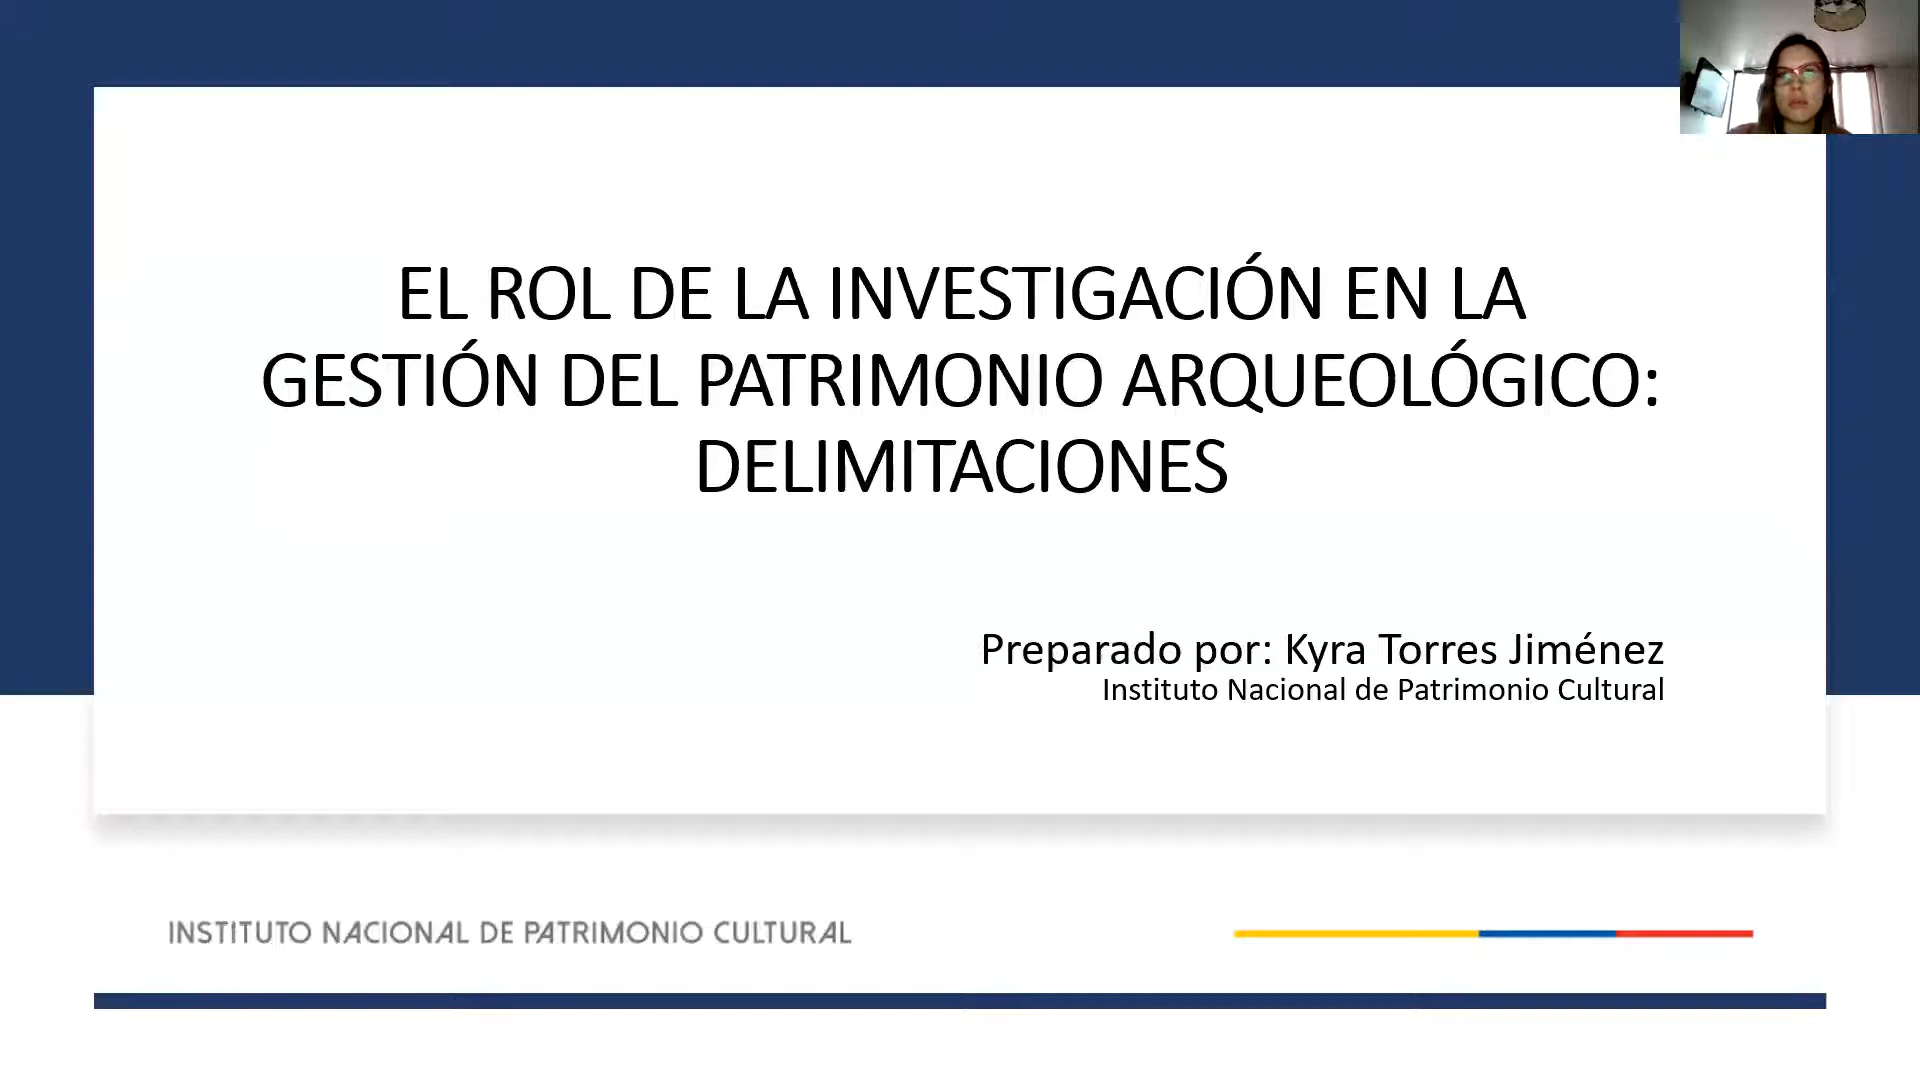 EL ROL DE LA INVESTIGACIÓN EN LA
GESTIÓN DEL PATRIMONIO ARQUEOLÓGICO:
DELIMITACIONES
Preparado por: Kyra Torres Jiménez
Instituto Nacional de Patrimonio Cultural
INSTITUTO NACIONAL DE PATRIMONIO CULTURAL